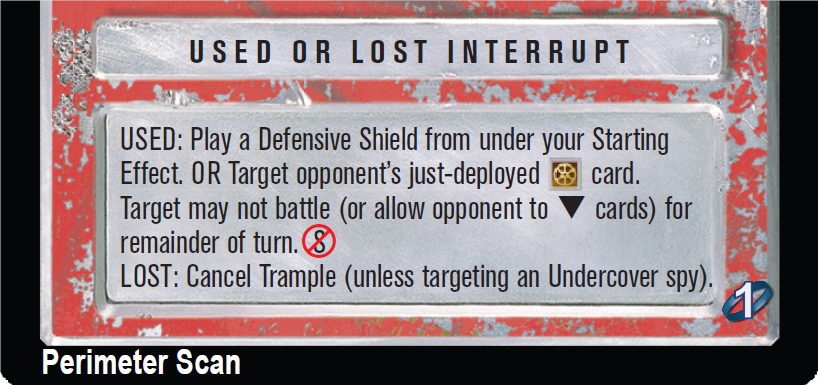 USED OR LOST INTERRUPT
USED: Play a Defensive Shield from under your Starting
Effect. OR Target opponent's just-deployed card.
Target may not battle (or allow opponent to ▼ cards) for
remainder of turn. 8
LOST: Cancel Trample (unless targeting an Undercover spy).
1
Perimeter Scan